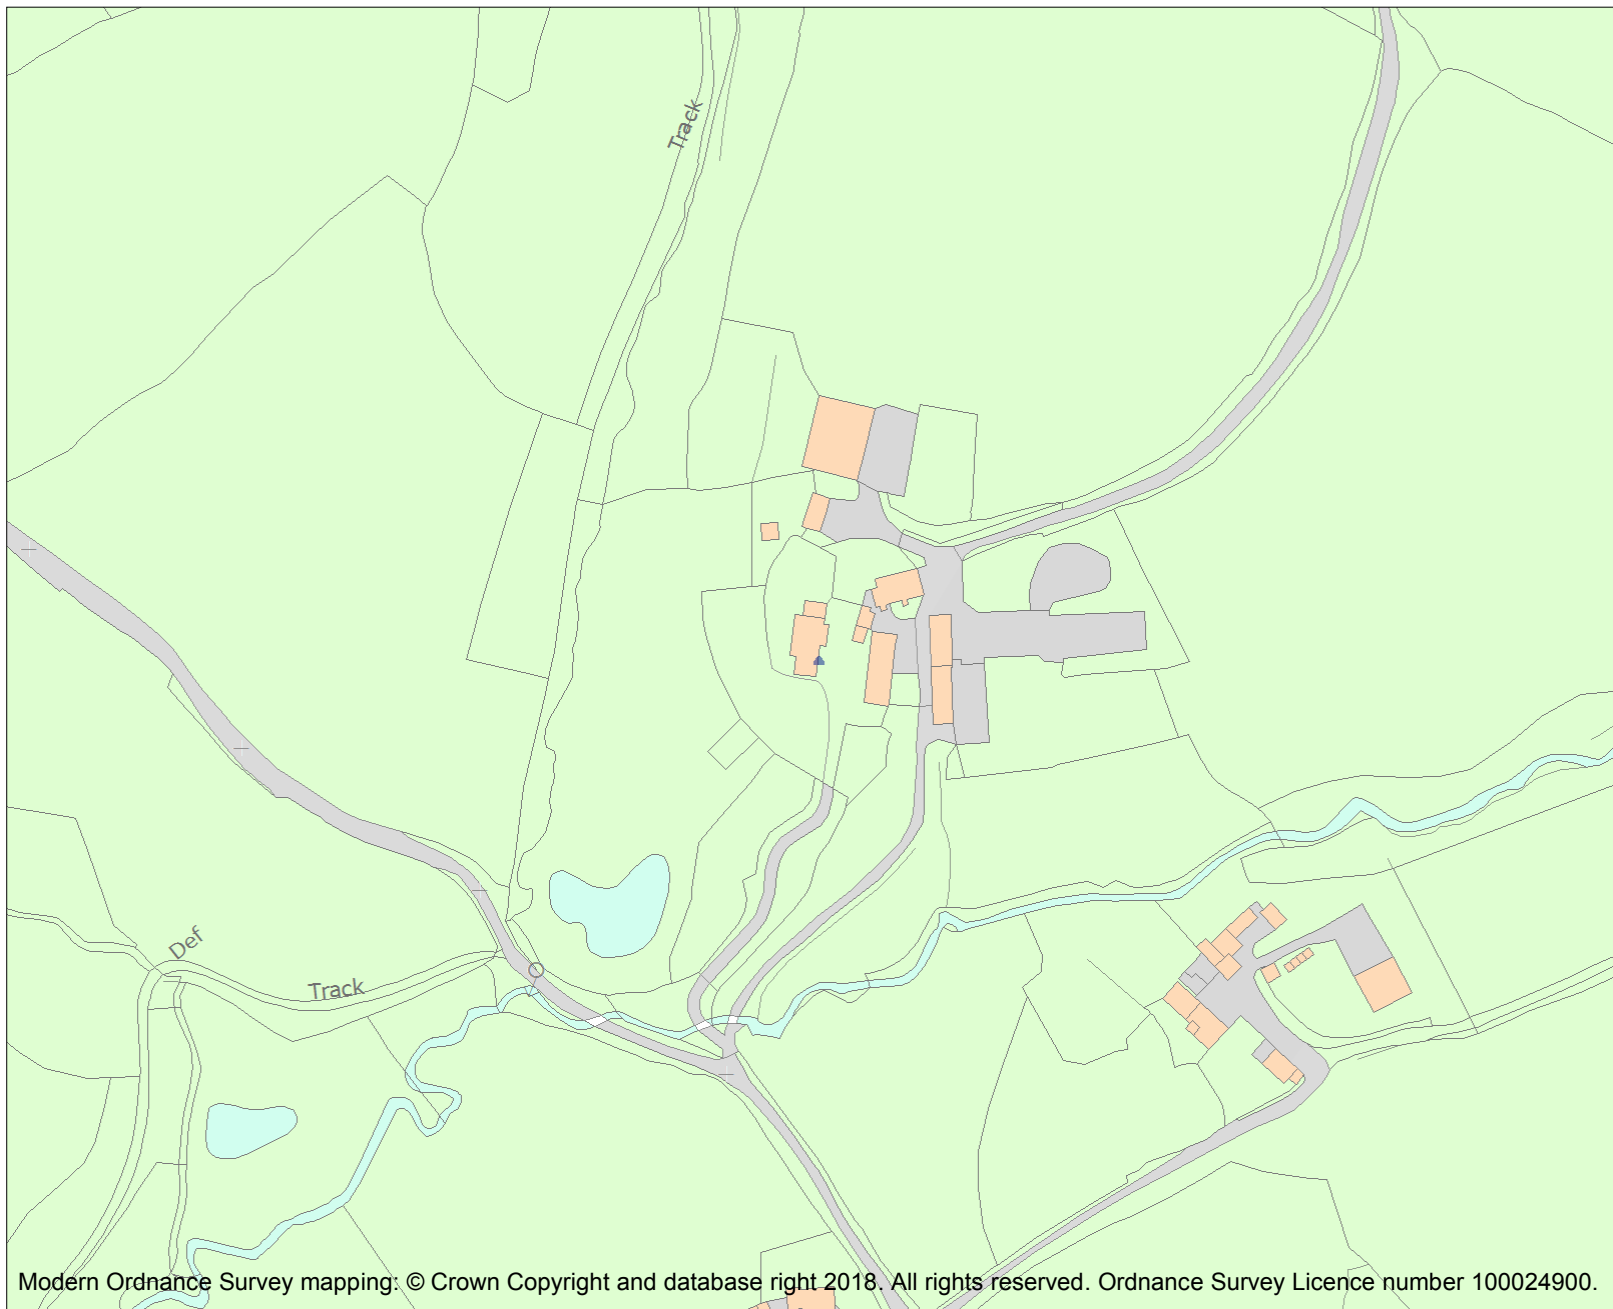 Track
Def
Track
Modern Ordnance Survey mapping: © Crown Copyright and database right 2018. All rights reserved. Ordnance Survey Licence number 100024900.